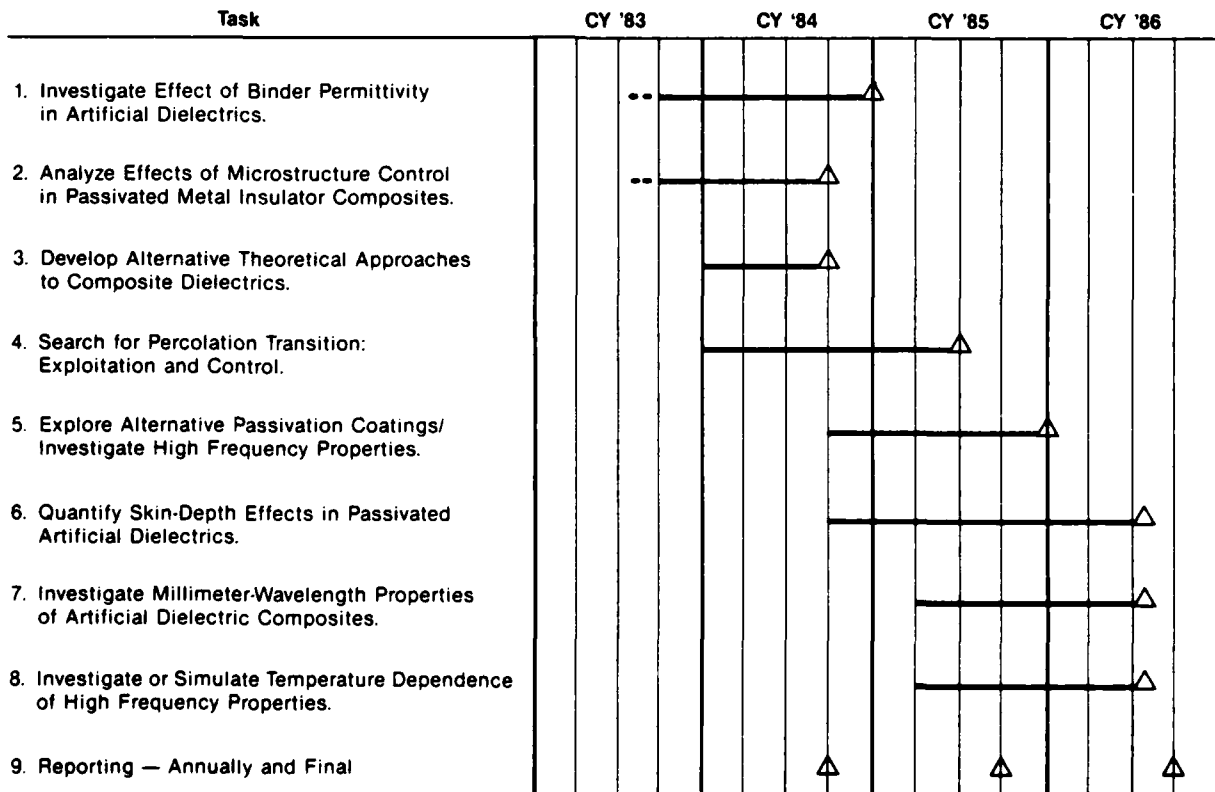 Task CY '83 CY '84 CY '85 CY '86
1. Investigate Effect of Binder Permittivity
in Artificial Dielectrics.
2. Analyze Effects of Microstructure Control
in Passivated Metal Insulator Composites.
3. Develop Alternative Theoretical Approaches
to Composite Dielectrics.
4. Search for Percolation Transition:
Exploitation and Control.
5. Explore Alternative Passivation Coatings/
Investigate High Frequency Properties.
6. Quantify Skin-Depth Effects in Passivated
Artificial Dielectrics.
7. Investigate Millimeter-Wavelength Properties
of Artificial Dielectric Composites.
8. Investigate or Simulate Temperature Dependence
of High Frequency Properties.
9. Reporting — Annually and Final